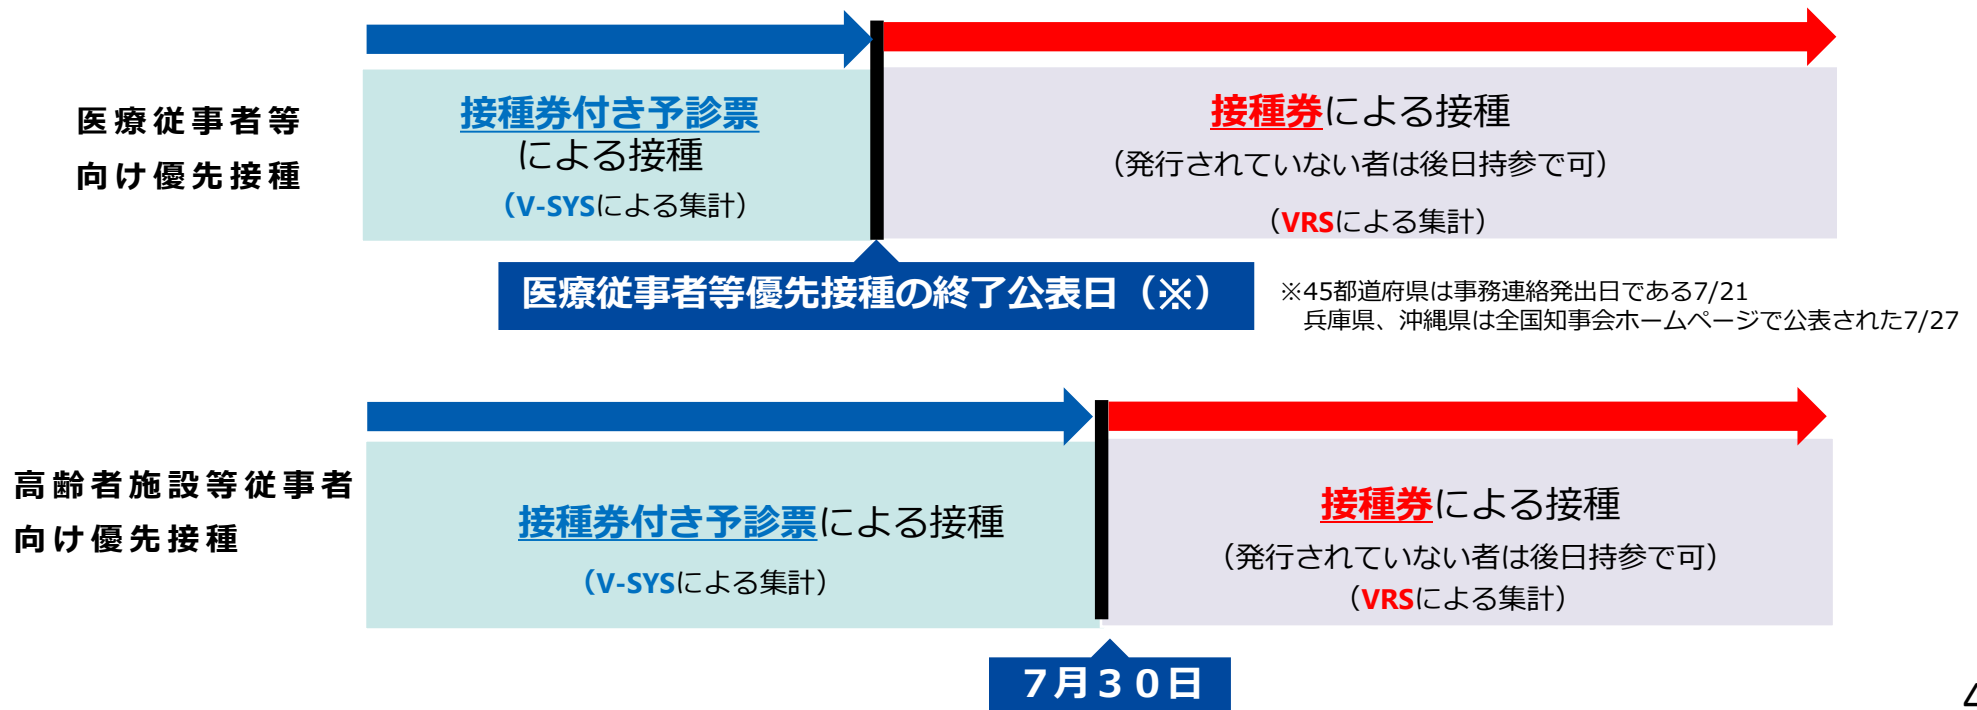 医療従事者等
向け優先接種
接種券付き予診票
による接種
（V-SYSによる集計）
接種券による接種
（発行されていない者は後日持参で可）
（VRSによる集計）
医療従事者等優先接種の終了公表日（※）
※45都道府県は事務連絡発出日である7/21
兵庫県、沖縄県は全国知事会ホームページで公表された7/27
高齢者施設等従事者
向け優先接種
接種券付き予診票による接種
（V-SYSによる集計）
接種券による接種
（発行されていない者は後日持参で可）
（VRSによる集計）
７月３０日